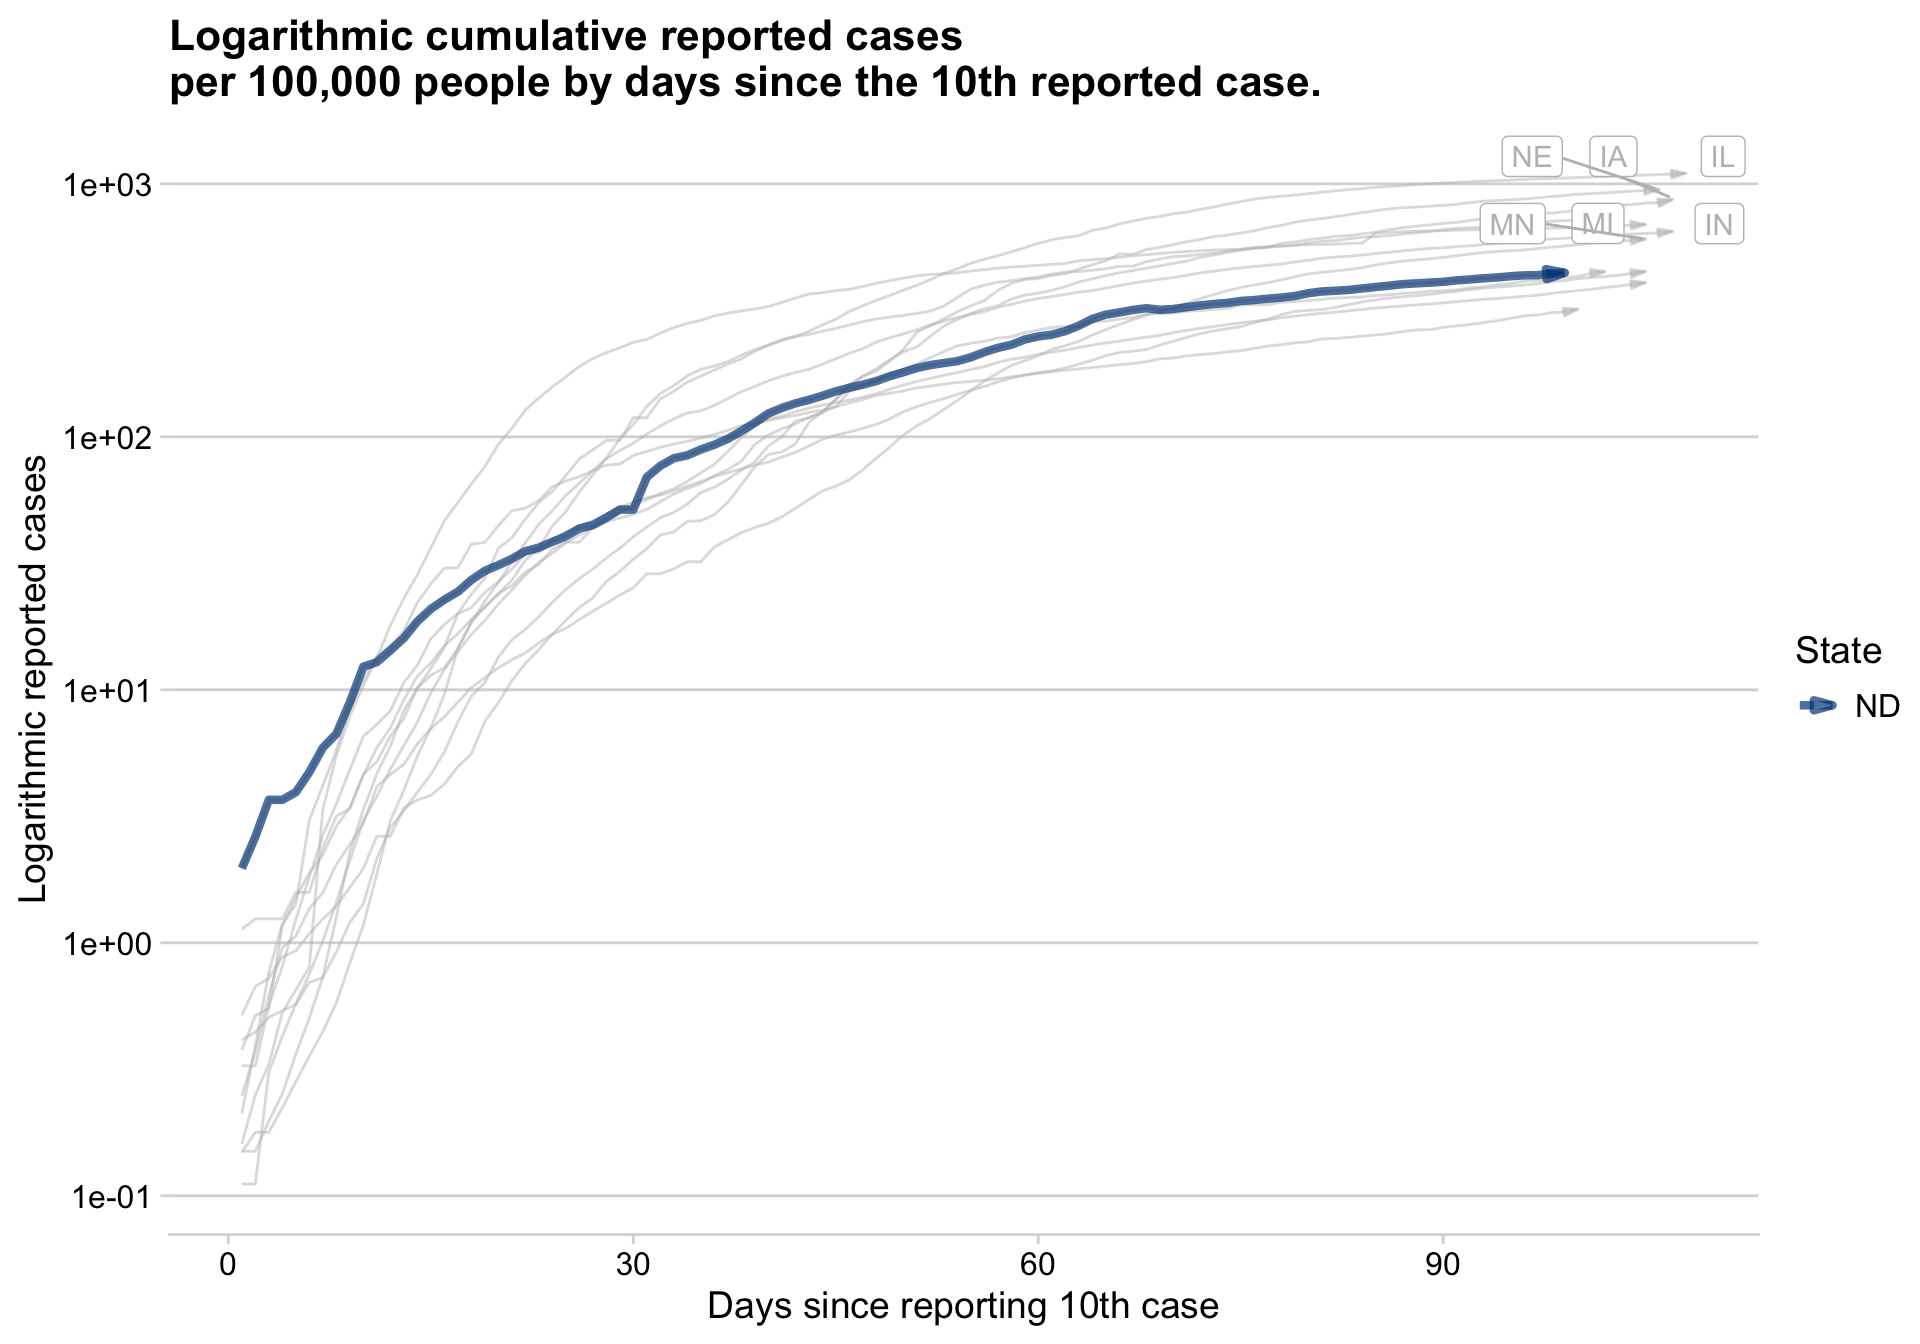 Logarithmic cumulative reported cases
per 100,000 people by days since the 10th reported case.
NE
IA
IL
MN
MI
IN
1e+03
1e+02
1e+01
1e+00
1e-01
Logarithmic reported cases
0
30
60
90
Days since reporting 10th case
State
ND